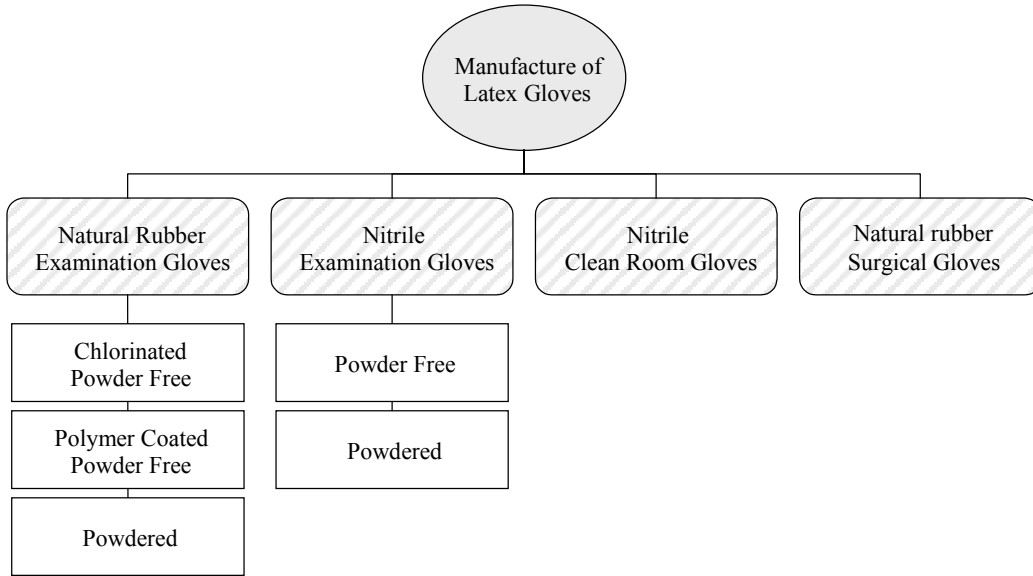 Manufacture of
Latex Gloves
Natural Rubber
Examination Gloves
Nitrile
Examination Gloves
Nitrile
Clean Room Gloves
Natural rubber
Surgical Gloves
Chlorinated
Powder Free
Polymer Coated
Powder Free
Powdered
Powder Free
Powdered